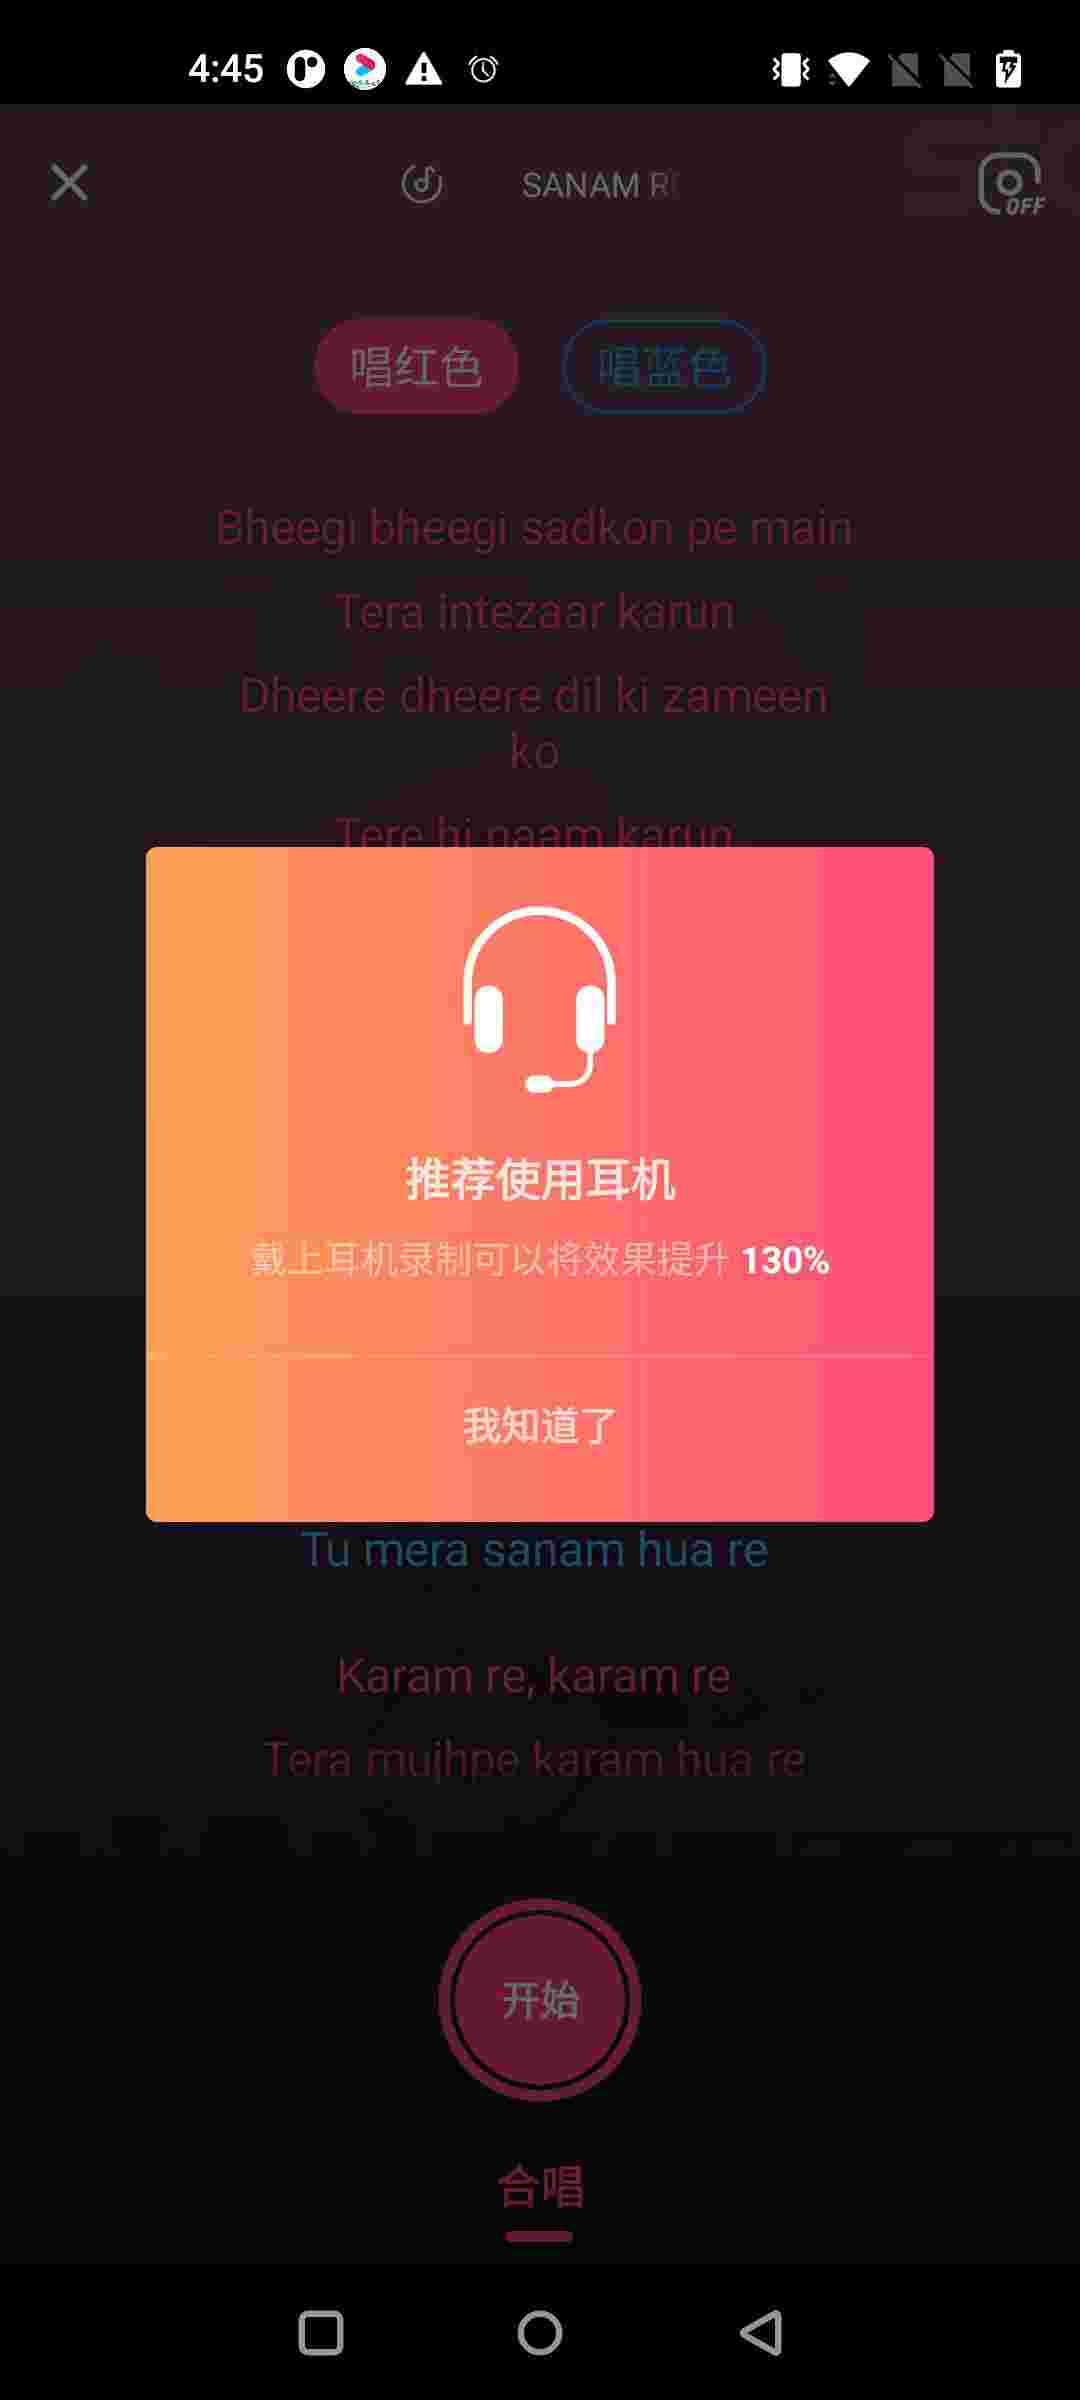 4:45
SANAM R
OFF
唱红色 唱蓝色
Bheegi bheegi sadkon pe main
Tera intezaar karun
Dheere dheere dil ki zameen
ko
Tere hi naam karun
推荐使用耳机
戴上耳机录制可以将效果提升 130%
我知道了
Tu mera sanam hua re
Karam re, karam re
Tera mujhpe karam hua re
开始
合唱